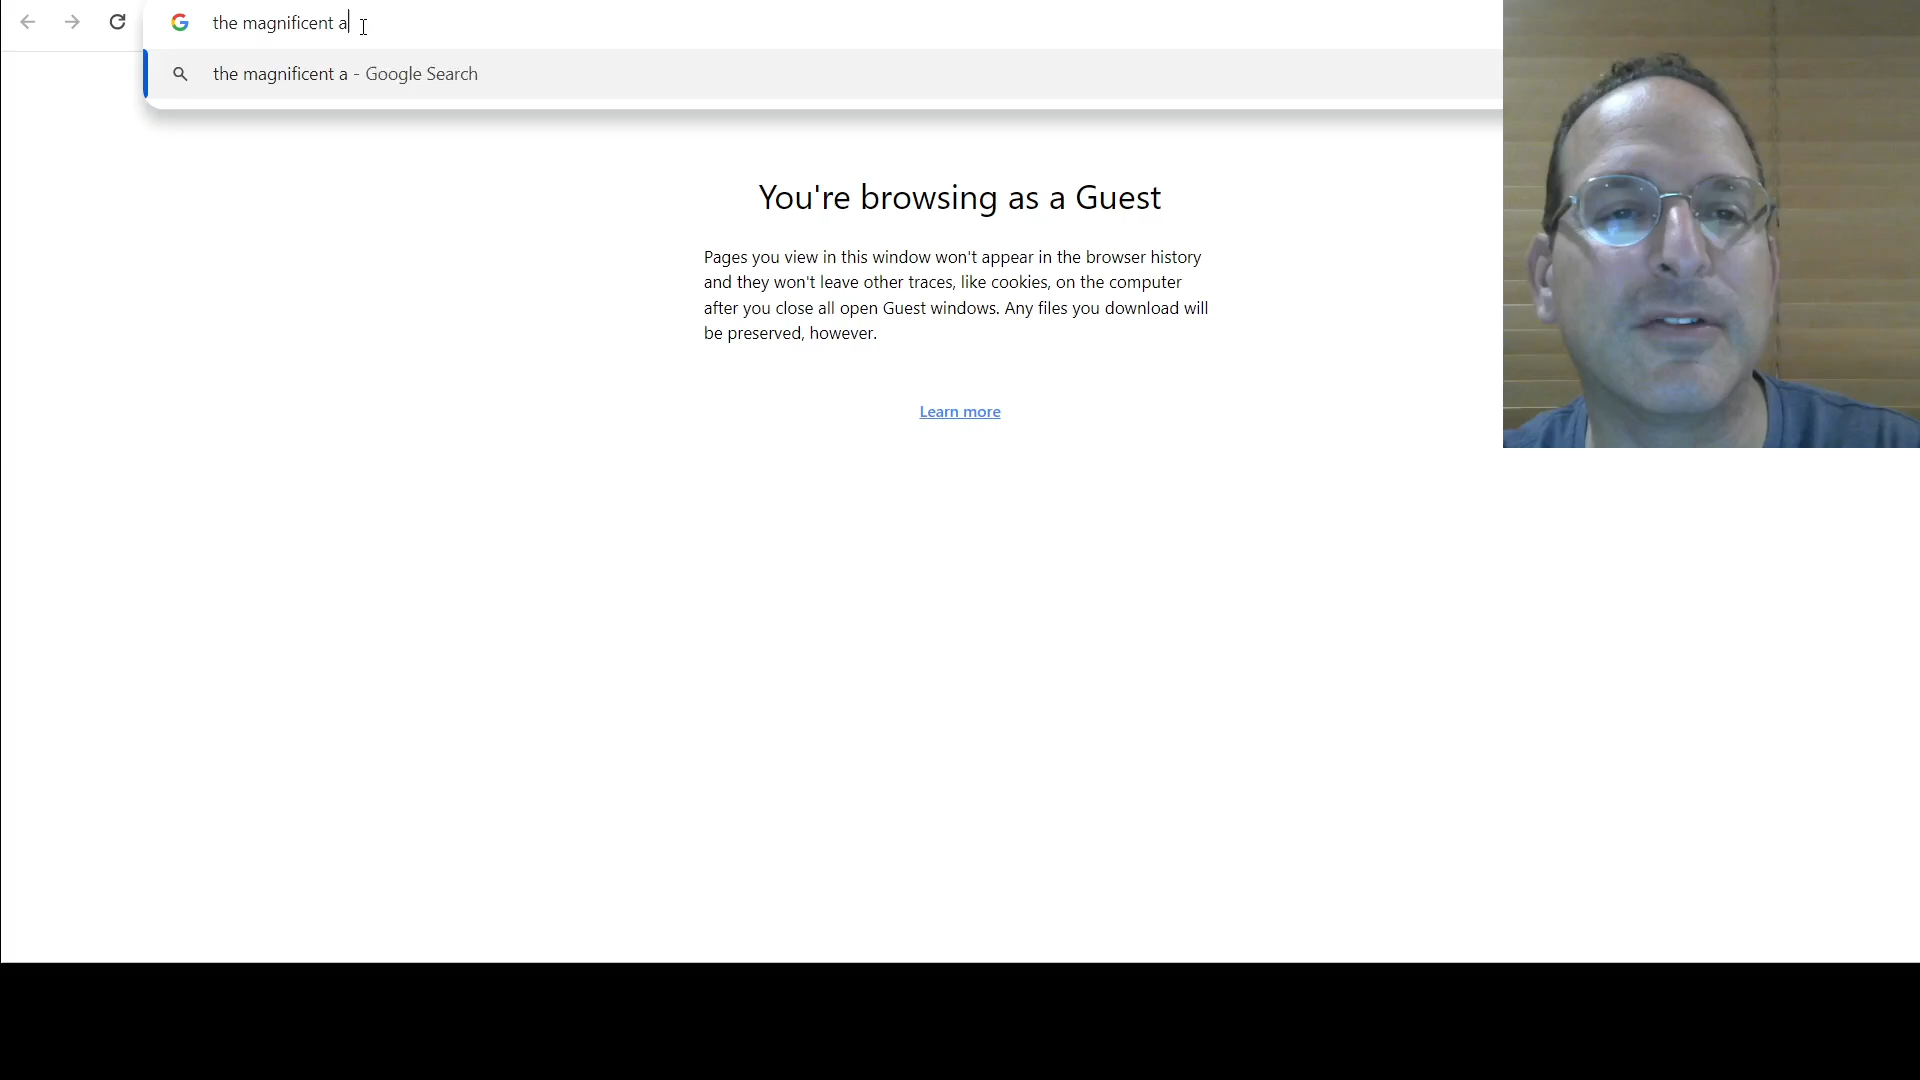 the magnificent a
the magnificent a - Google Search
You're browsing as a Guest
Pages you view in this window won't appear in the browser history
and they won't leave other traces, like cookies, on the computer
after you close all open Guest windows. Any files you download will
be preserved, however.
Learn more